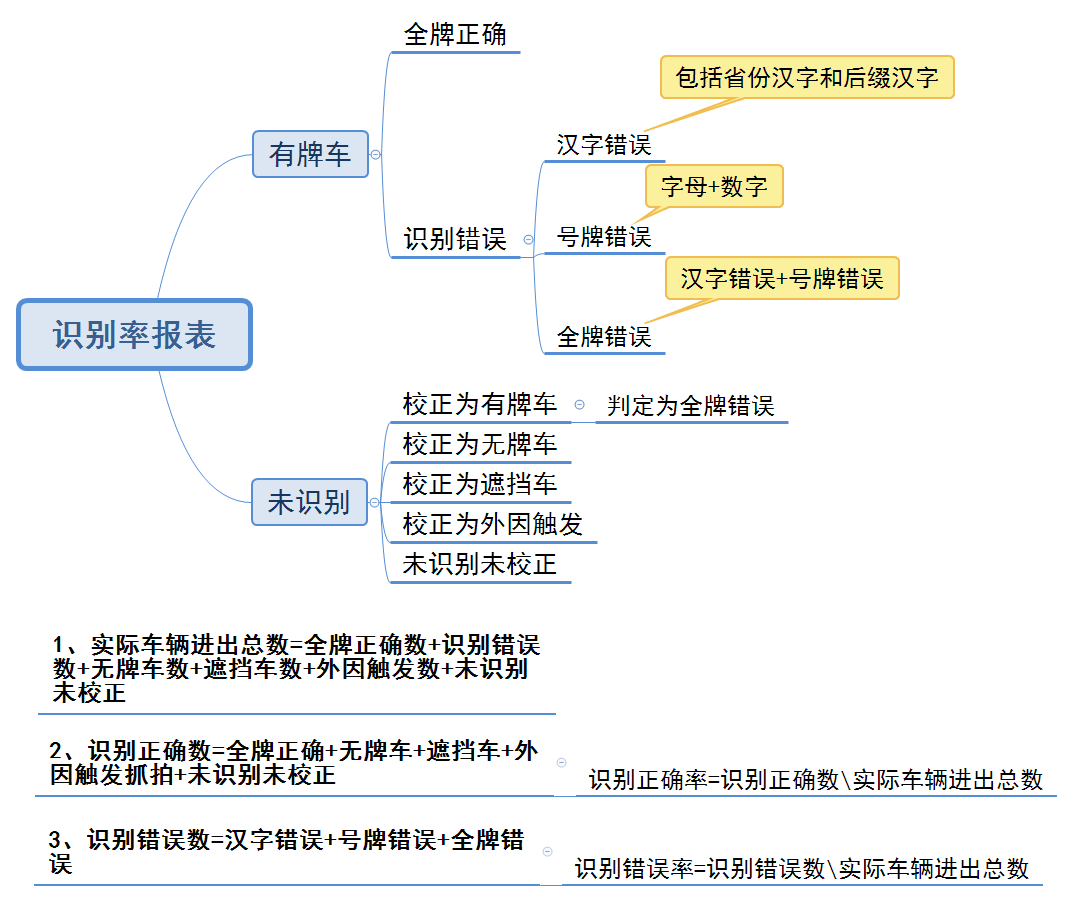 识别率报表
有牌车
全牌正确
识别错误
汉字错误
包括省份汉字和后缀汉字
号牌错误
字母+数字
全牌错误
汉字错误+号牌错误
未识别
校正为有牌车
判定为全牌错误
校正为无牌车
校正为遮挡车
校正为外因触发
未识别未校正
1、实际车辆进出总数=全牌正确数+识别错误
数+无牌车数+遮挡车数+外因触发数+未识别
未校正
2、识别正确数=全牌正确+无牌车+遮挡车+外
因触发抓拍+未识别未校正
识别正确率=识别正确数\实际车辆进出总数
3、识别错误数=汉字错误+号牌错误+全牌错
误
识别错误率=识别错误数\实际车辆进出总数